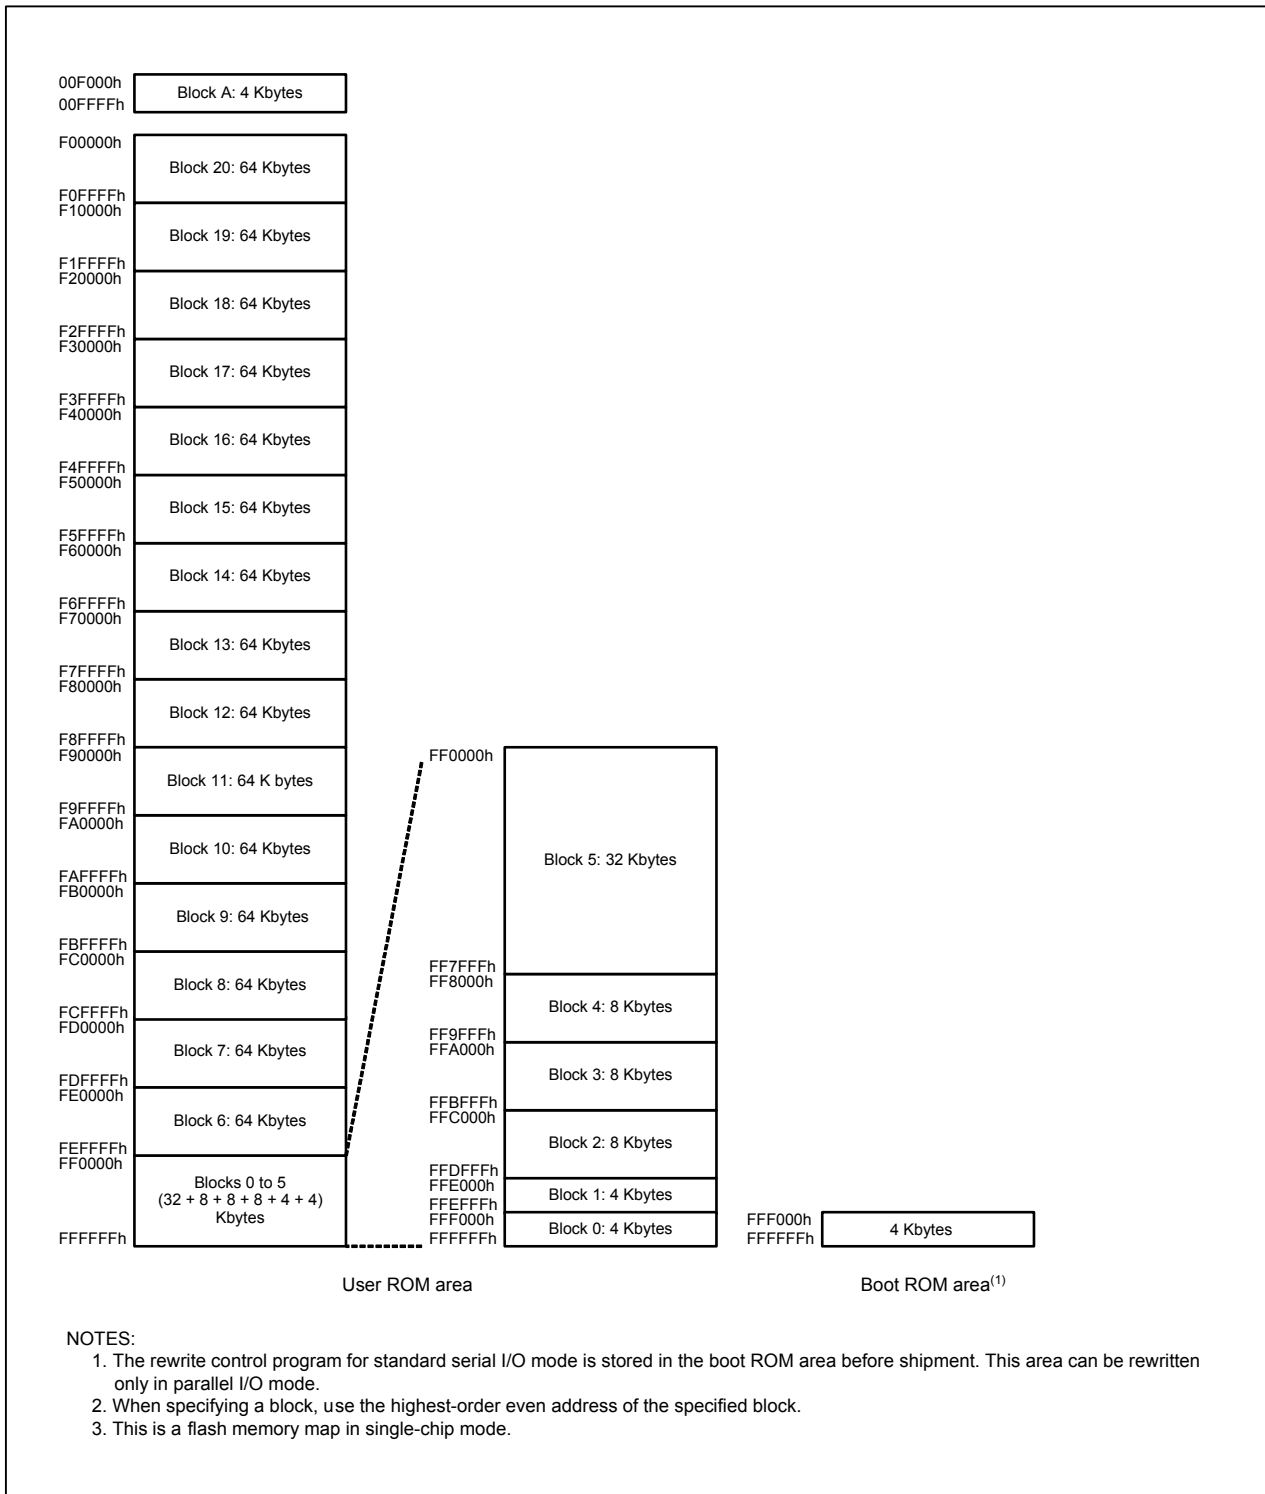 00F000h
Block A: 4 Kbytes
00FFFFh
F00000h
Block 20: 64 Kbytes
F0FFFFh
F10000h
Block 19: 64 Kbytes
F1FFFFh
F20000h
Block 18: 64 Kbytes
F2FFFFh
F30000h
Block 17: 64 Kbytes
F3FFFFh
F40000h
Block 16: 64 Kbytes
F4FFFFh
F50000h
Block 15: 64 Kbytes
F5FFFFh
F60000h
Block 14: 64 Kbytes
F6FFFFh
F70000h
Block 13: 64 Kbytes
F7FFFFh
F80000h
Block 12: 64 Kbytes
F8FFFFh
F90000h
Block 11: 64 K bytes
F9FFFFh
FA0000h
Block 10: 64 Kbytes
FAFFFFh
FB0000h
Block 9: 64 Kbytes
FBFFFFh
FC0000h
Block 8: 64 Kbytes
FCFFFFh
FD0000h
Block 7: 64 Kbytes
FDFFFFh
FE0000h
Block 6: 64 Kbytes
FEFFFFh
FF0000h
Blocks 0 to 5
(32 + 8 + 8 + 8 + 4 + 4)
Kbytes
FFFFFFh
FF0000h
Block 5: 32 Kbytes
FF7FFFh
FF8000h
Block 4: 8 Kbytes
FF9FFFh
FFA000h
Block 3: 8 Kbytes
FFBFFFh
FFC000h
Block 2: 8 Kbytes
FFDFFFh
FFE000h
Block 1: 4 Kbytes
FFEFFFh
FFF000h
Block 0: 4 Kbytes
FFFFFFh
FFF000h
4 Kbytes
FFFFFFh
User ROM area
Boot ROM area(1)
NOTES:
1. The rewrite control program for standard serial I/O mode is stored in the boot ROM area before shipment. This area can be rewritten
only in parallel I/O mode.
2. When specifying a block, use the highest-order even address of the specified block.
3. This is a flash memory map in single-chip mode.